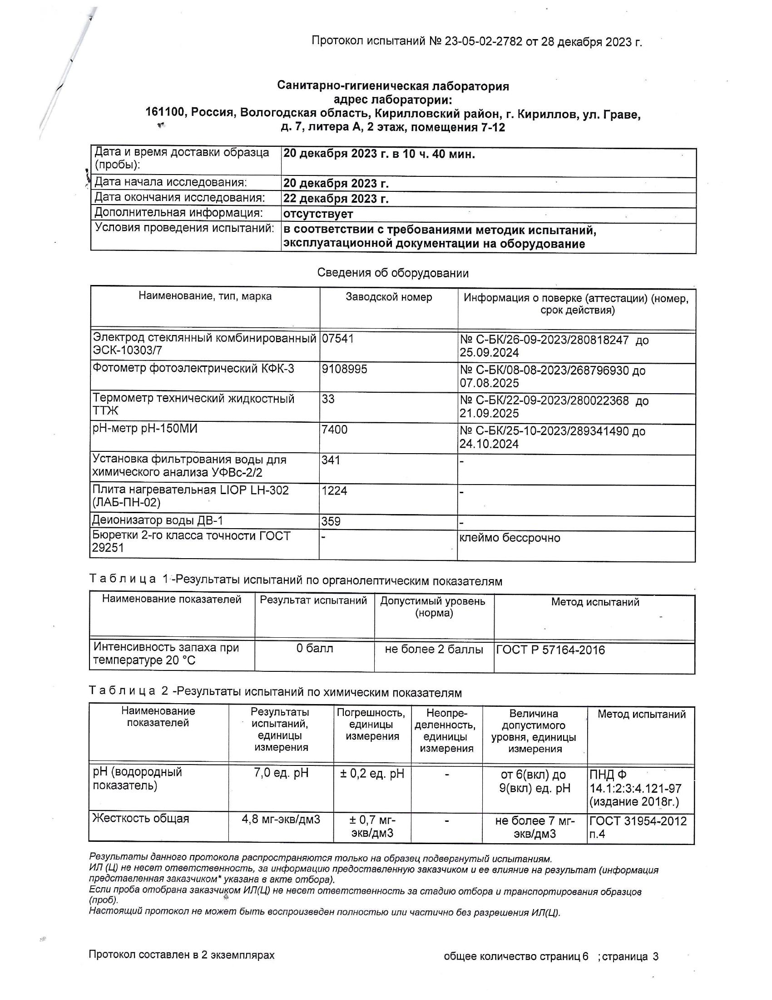 Протокол испытаний № 23-05-02-2782 от 28 декабря 2023 г.
Санитарно-гигиеническая лаборатория
адрес лаборатории:
161100, Россия, Вологодская область, Кирилловский район, г. Кириллов, ул. Граве,
д. 7, литера А, 2 этаж, помещения 7-12
Дата и время доставки образца (пробы): 20 декабря 2023 г. в 10 ч. 40 мин.
Дата начала исследования: 20 декабря 2023 г.
Дата окончания исследования: 22 декабря 2023 г.
Дополнительная информация: отсутствует
Условия проведения испытаний: в соответствии с требованиями методик испытаний,
эксплуатационной документации на оборудование
Сведения об оборудовании
Наименование, тип, марка
Заводской номер
Информация о поверке (аттестации) (номер,
срок действия)
Электрод стеклянный комбинированный
ЭСК-10303/7
07541
№ С-БК/26-09-2023/280818247 до
25.09.2024
Фотометр фотоэлектрический КФК-3
9108995
№ С-БК/08-08-2023/268796930 до
07.08.2025
Термометр технический жидкостный
ТТЖ
33
№ С-БК/22-09-2023/280022368 до
21.09.2025
рН-метр рН-150МИ
7400
№ С-БК/25-10-2023/289341490 до
24.10.2024
Установка фильтрования воды для
химического анализа УФВс-2/2
341
-
Плита нагревательная LIOP LH-302
(ЛАБ-ПН-02)
1224
-
Деионизатор воды ДВ-1
359
-
Бюретки 2-го класса точности ГОСТ
29251
-
клеймо бессрочно
Таблица 1 -Результаты испытаний по органолептическим показателям
Наименование показателей
Результат испытаний
Допустимый уровень
(норма)
Метод испытаний
Интенсивность запаха при
температуре 20 °С
0 балл
не более 2 баллы
ГОСТ Р 57164-2016
Таблица 2 -Результаты испытаний по химическим показателям
Наименование
показателей
Результаты
испытаний,
единицы
измерения
Погрешность,
единицы
измерения
Неопре-
деленность,
единицы
измерения
Величина
допустимого
уровня, единицы
измерения
Метод испытаний
рН (водородный
показатель)
7,0 ед. рН
± 0,2 ед. рН
-
от 6(вкл) до
9(вкл) ед. рН
ПНД Ф
14.1:2:3:4.121-97
(издание 2018г.)
Жесткость общая
4,8 мг-экв/дм3
± 0,7 мг-
экв/дм3
-
не более 7 мг-
экв/дм3
ГОСТ 31954-2012
п.4
Результаты данного протокола распространяются только на образец подвергнутый испытаниям.
ИЛ (Ц) не несет ответственность, за информацию предоставленную заказчиком и ее влияние на результат (информация
представленная заказчиком* указана в акте отбора).
Если проба отобрана заказчиком ИЛ(Ц) не несет ответственность за стадию отбора и транспортирования образцов
(проб).
Настоящий протокол не может быть воспроизведен полностью или частично без разрешения ИЛ(Ц).
Протокол составлен в 2 экземплярах
общее количество страниц 6 ; страница 3